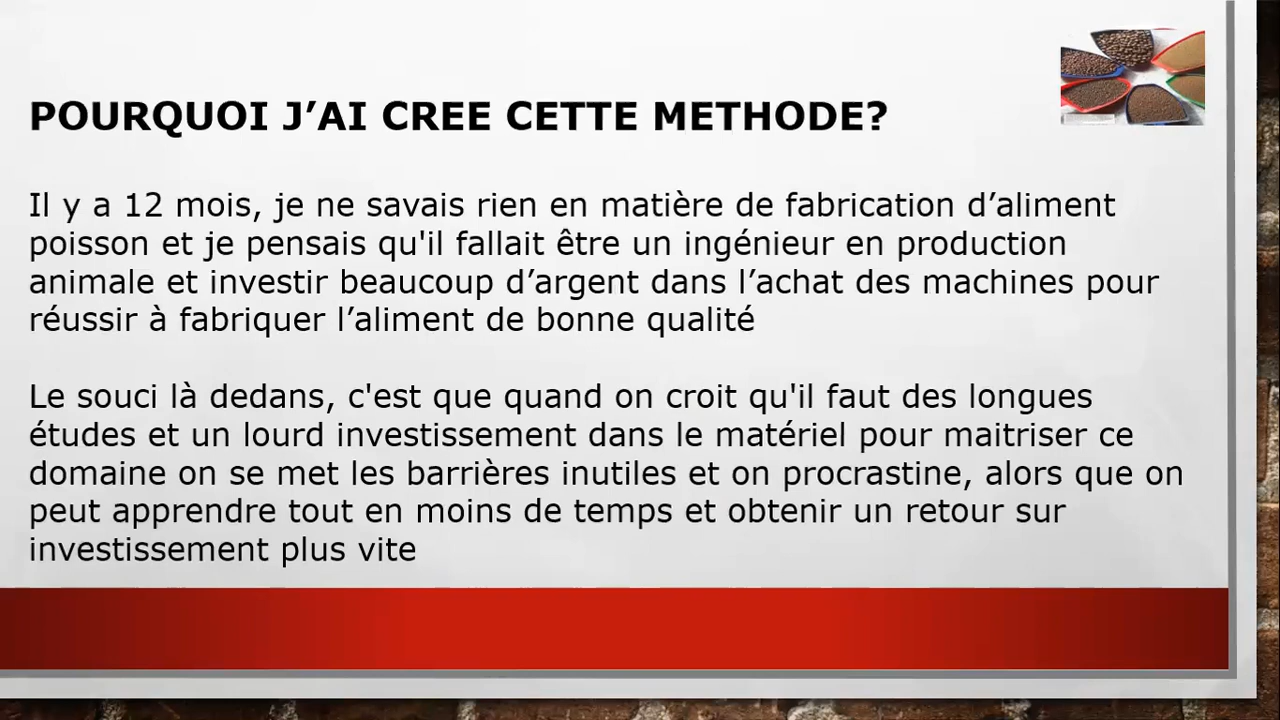 POURQUOI J’AI CREE CETTE METHODE?
Il y a 12 mois, je ne savais rien en matière de fabrication d’aliment
poisson et je pensais qu'il fallait être un ingénieur en production
animale et investir beaucoup d’argent dans l’achat des machines pour
réussir à fabriquer l’aliment de bonne qualité
Le souci là dedans, c'est que quand on croit qu'il faut des longues
études et un lourd investissement dans le matériel pour maitriser ce
domaine on se met les barrières inutiles et on procrastine, alors que on
peut apprendre tout en moins de temps et obtenir un retour sur
investissement plus vite